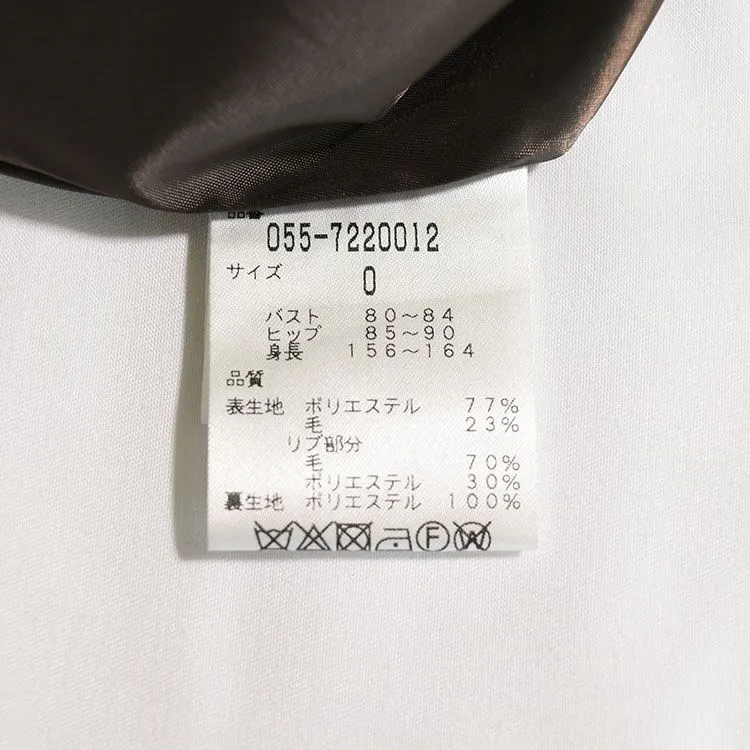 品番
055-7220012
サイズ
0
バスト 80～84
ヒップ 85～90
身長 156～164
品質
表生地 ポリエステル 77%
毛 23%
リブ部分
毛 70%
ポリエステル 30%
裏生地 ポリエステル 100%
F W